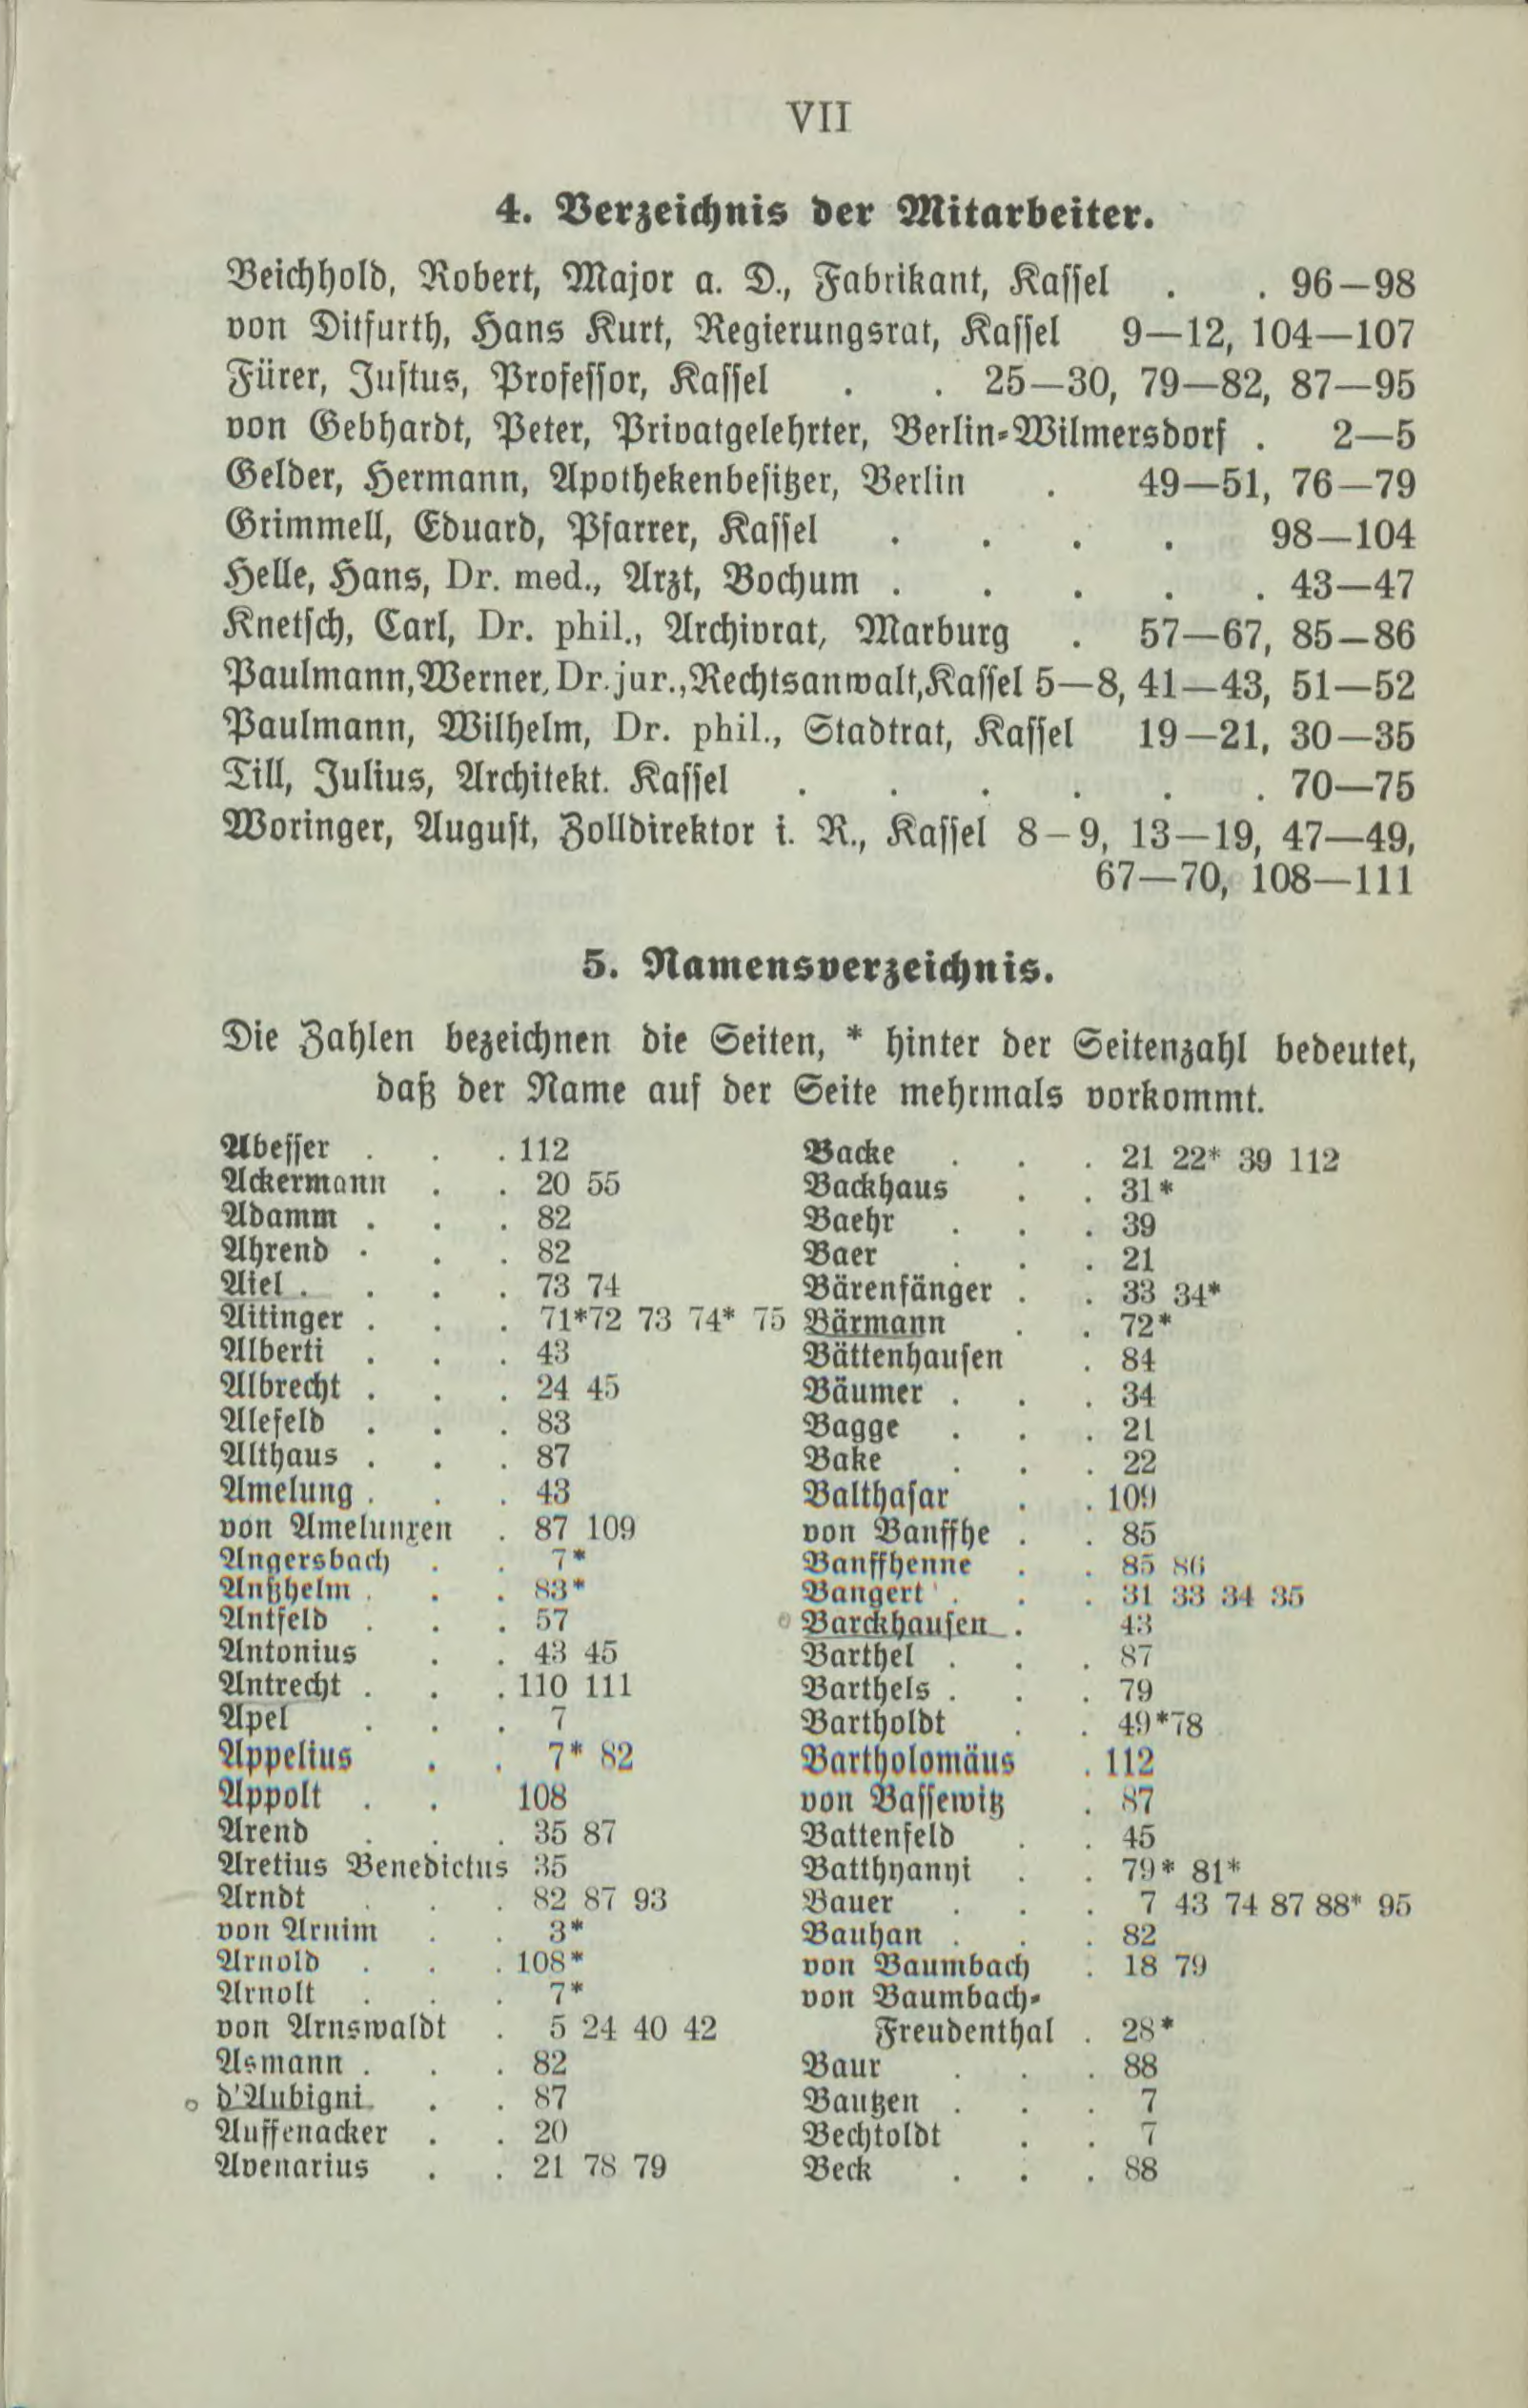 VII
4. Verzeichnis der Mitarbeiter.
Beichhold, Robert, Major a. D., Fabrikant, Kassel . . 96—98
von Ditfurth, Hans Kurt, Regierungsrat, Kassel 9—12, 104—107
Fürer, Justus, Professor, Kassel . . 25—30, 79—82, 87—95
von Gebhardt, Peter, Privatgelehrter, Berlin-Wilmersdorf . 2—5
Gelder, Hermann, Apothekenbesitzer, Berlin . 49—51, 76—79
Grimmell, Eduard, Pfarrer, Kassel . . . . 98—104
Helle, Hans, Dr. med., Arzt, Bochum . . . . . 43—47
Knetsch, Carl, Dr. phil., Archivrat, Marburg . 57—67, 85—86
Paulmann, Werner, Dr. jur., Rechtsanwalt, Kassel 5—8, 41—43, 51—52
Paulmann, Wilhelm, Dr. phil., Stadtrat, Kassel 19—21, 30—35
Till, Julius, Architekt. Kassel . . . . . . 70—75
Woringer, August, Zolldirektor i. R., Kassel 8—9, 13—19, 47—49,
67—70, 108—111
5. Namensverzeichnis.
Die Zahlen bezeichnen die Seiten, * hinter der Seitenzahl bedeutet,
daß der Name auf der Seite mehrmals vorkommt.
Abesser . . . 112
Ackermann . . 20 55
Adamm . . . 82
Ahrend . . . 82
Aiel . . . . 73 74
Aitinger . . . 71*72 73 74* 75
Alberti . . . 43
Albrecht . . . 24 45
Alefeld . . . 83
Althaus . . . 87
Amelung . . . 43
von Amelunxen . 87 109
Angersbach . . 7*
Anßhelm . . . 83*
Antfeld . . . 57
Antonius . . 43 45
Antrecht . . . 110 111
Apel . . . 7
Appelius . . 7* 82
Appolt . . 108
Arend . . . 35 87
Aretius Benedictus 35
Arndt . . . 82 87 93
von Arnim . . 3*
Arnold . . . 108*
Arnolt . . . 7*
von Arnswaldt . 5 24 40 42
Asmann . . . 82
d'Aubigni . . 87
Auffenacker . . 20
Avenarius . . 21 78 79
Backe . . . 21 22* 39 112
Backhaus . . 31*
Baehr . . . 39
Baer . . . 21
Bärenfänger . . 33 34*
Bärmann . . 72*
Bättenhausen . 84
Bäumer . . . 34
Bagge . . . 21
Bake . . . 22
Balthasar . . 109
von Banffhe . . 85
Banffhenne . . 85 86
Bangert . . . 31 33 34 35
Barckhausen . 43
Barthel . . . 87
Barthels . . . 79
Bartholdt . . 49*78
Bartholomäus . 112
von Bassewitz . 87
Battenfeld . . 45
Batthyanyi . . 79* 81*
Bauer . . . 7 43 74 87 88* 95
Bauhan . . . 82
von Baumbach . 18 79
von Baumbach-
Freudenthal . 28*
Baur . . . 88
Bautzen . . . 7
Bechtoldt . . 7
Beck . . . 88